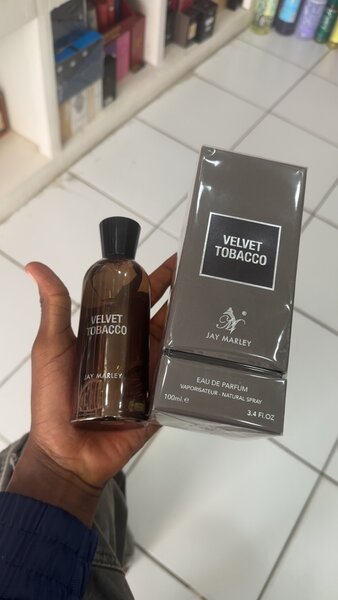 VELVET
TOBACCO
JAY MARLEY
VELVET
TOBACCO
JAY MARLEY
EAU DE PARFUM
VAPORISATEUR - NATURAL SPRAY
100ml.e 3.4 FL.OZ